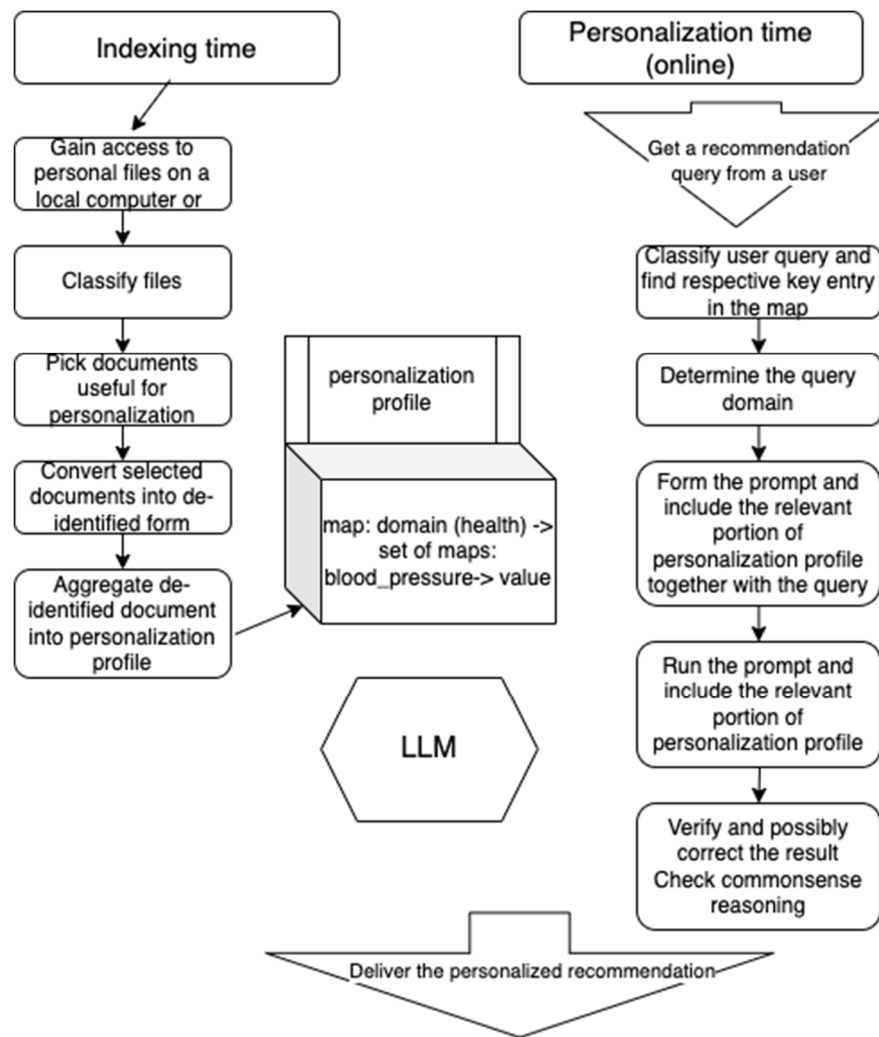 Indexing time
Gain access to
personal files on a
local computer or
Classify files
Pick documents
useful for
personalization
Convert selected
documents into de-
identified form
Aggregate de-
identified document
into personalization
profile
personalization
profile
map: domain (health) ->
set of maps:
blood_pressure-> value
LLM
Personalization time
(online)
Get a recommendation
query from a user
Classify user query and
find respective key entry
in the map
Determine the query
domain
Form the prompt and
include the relevant
portion of
personalization profile
together with the query
Run the prompt and
include the relevant
portion of
personalization profile
Verify and possibly
correct the result
Check commonsense
reasoning
Deliver the personalized recommendation